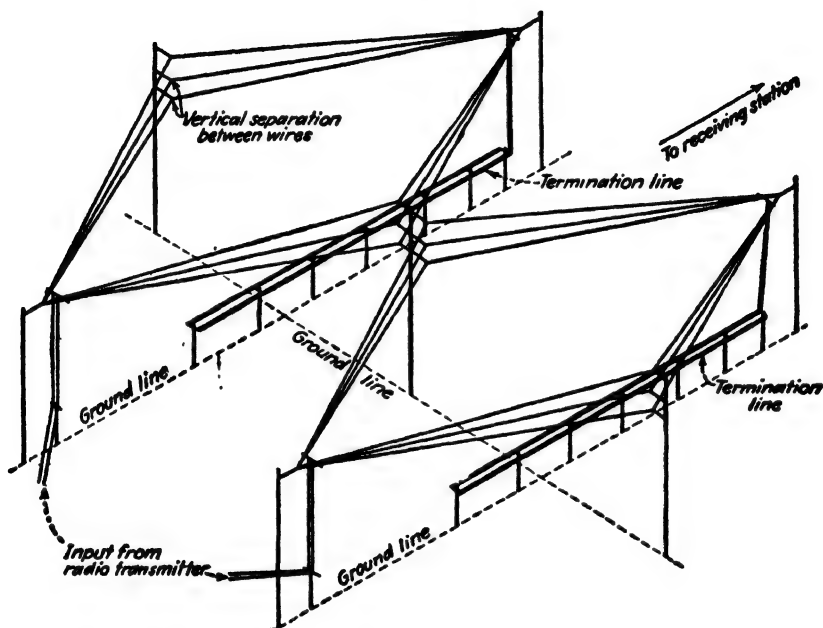 Vertical separation
between wires
To receiving station
Termination line
Ground line
Ground line
Termination
line
Input from
radio transmitter
Ground line